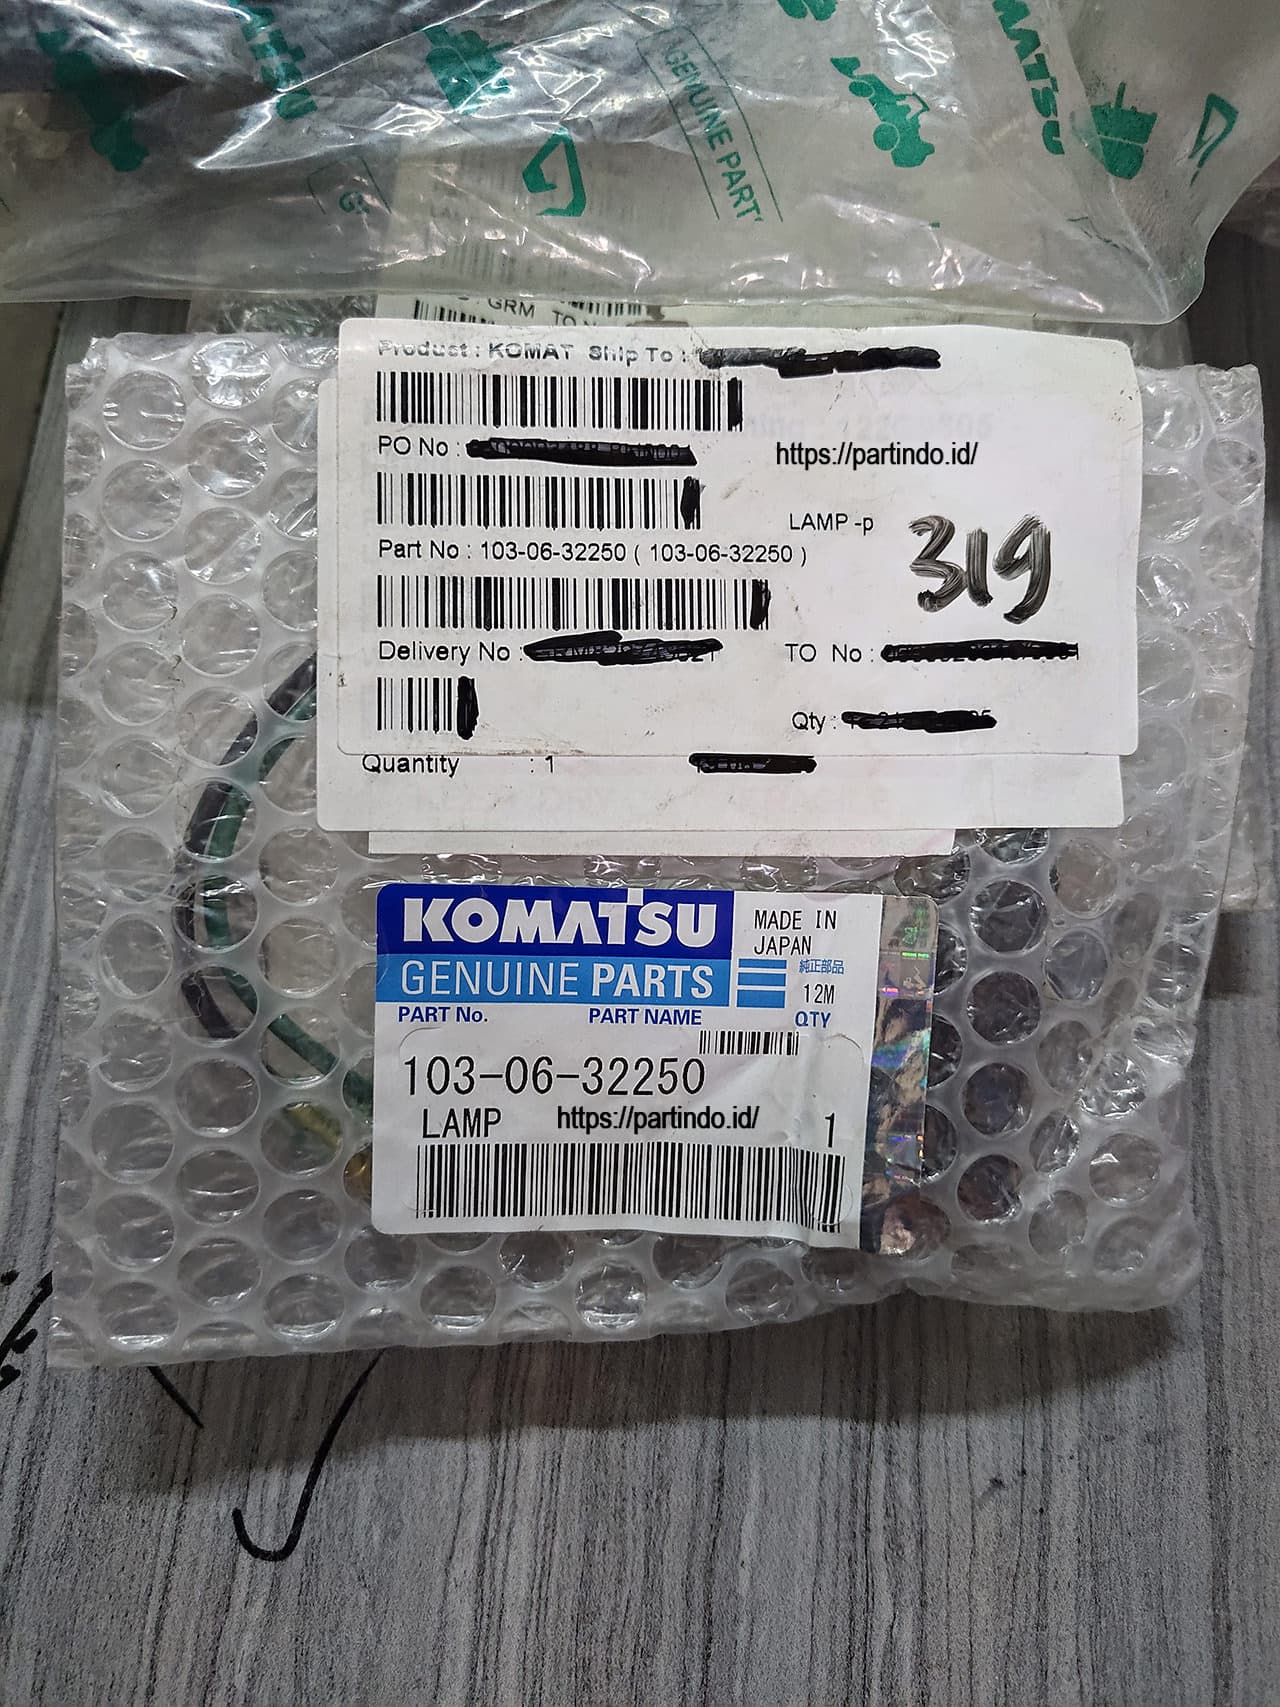 GENUINE PART
KOMATSU
GRM TO N
Product : KOMAT Ship To :
PO No :
https://partindo.id/
LAMP -p
319
Part No : 103-06-32250 ( 103-06-32250 )
Delivery No :
TO No :
Qty :
Quantity : 1
KOMATSU
MADE IN
JAPAN
GENUINE PARTS
純正部品
12M
PART No.
PART NAME
QTY
103-06-32250
LAMP
https://partindo.id/
1